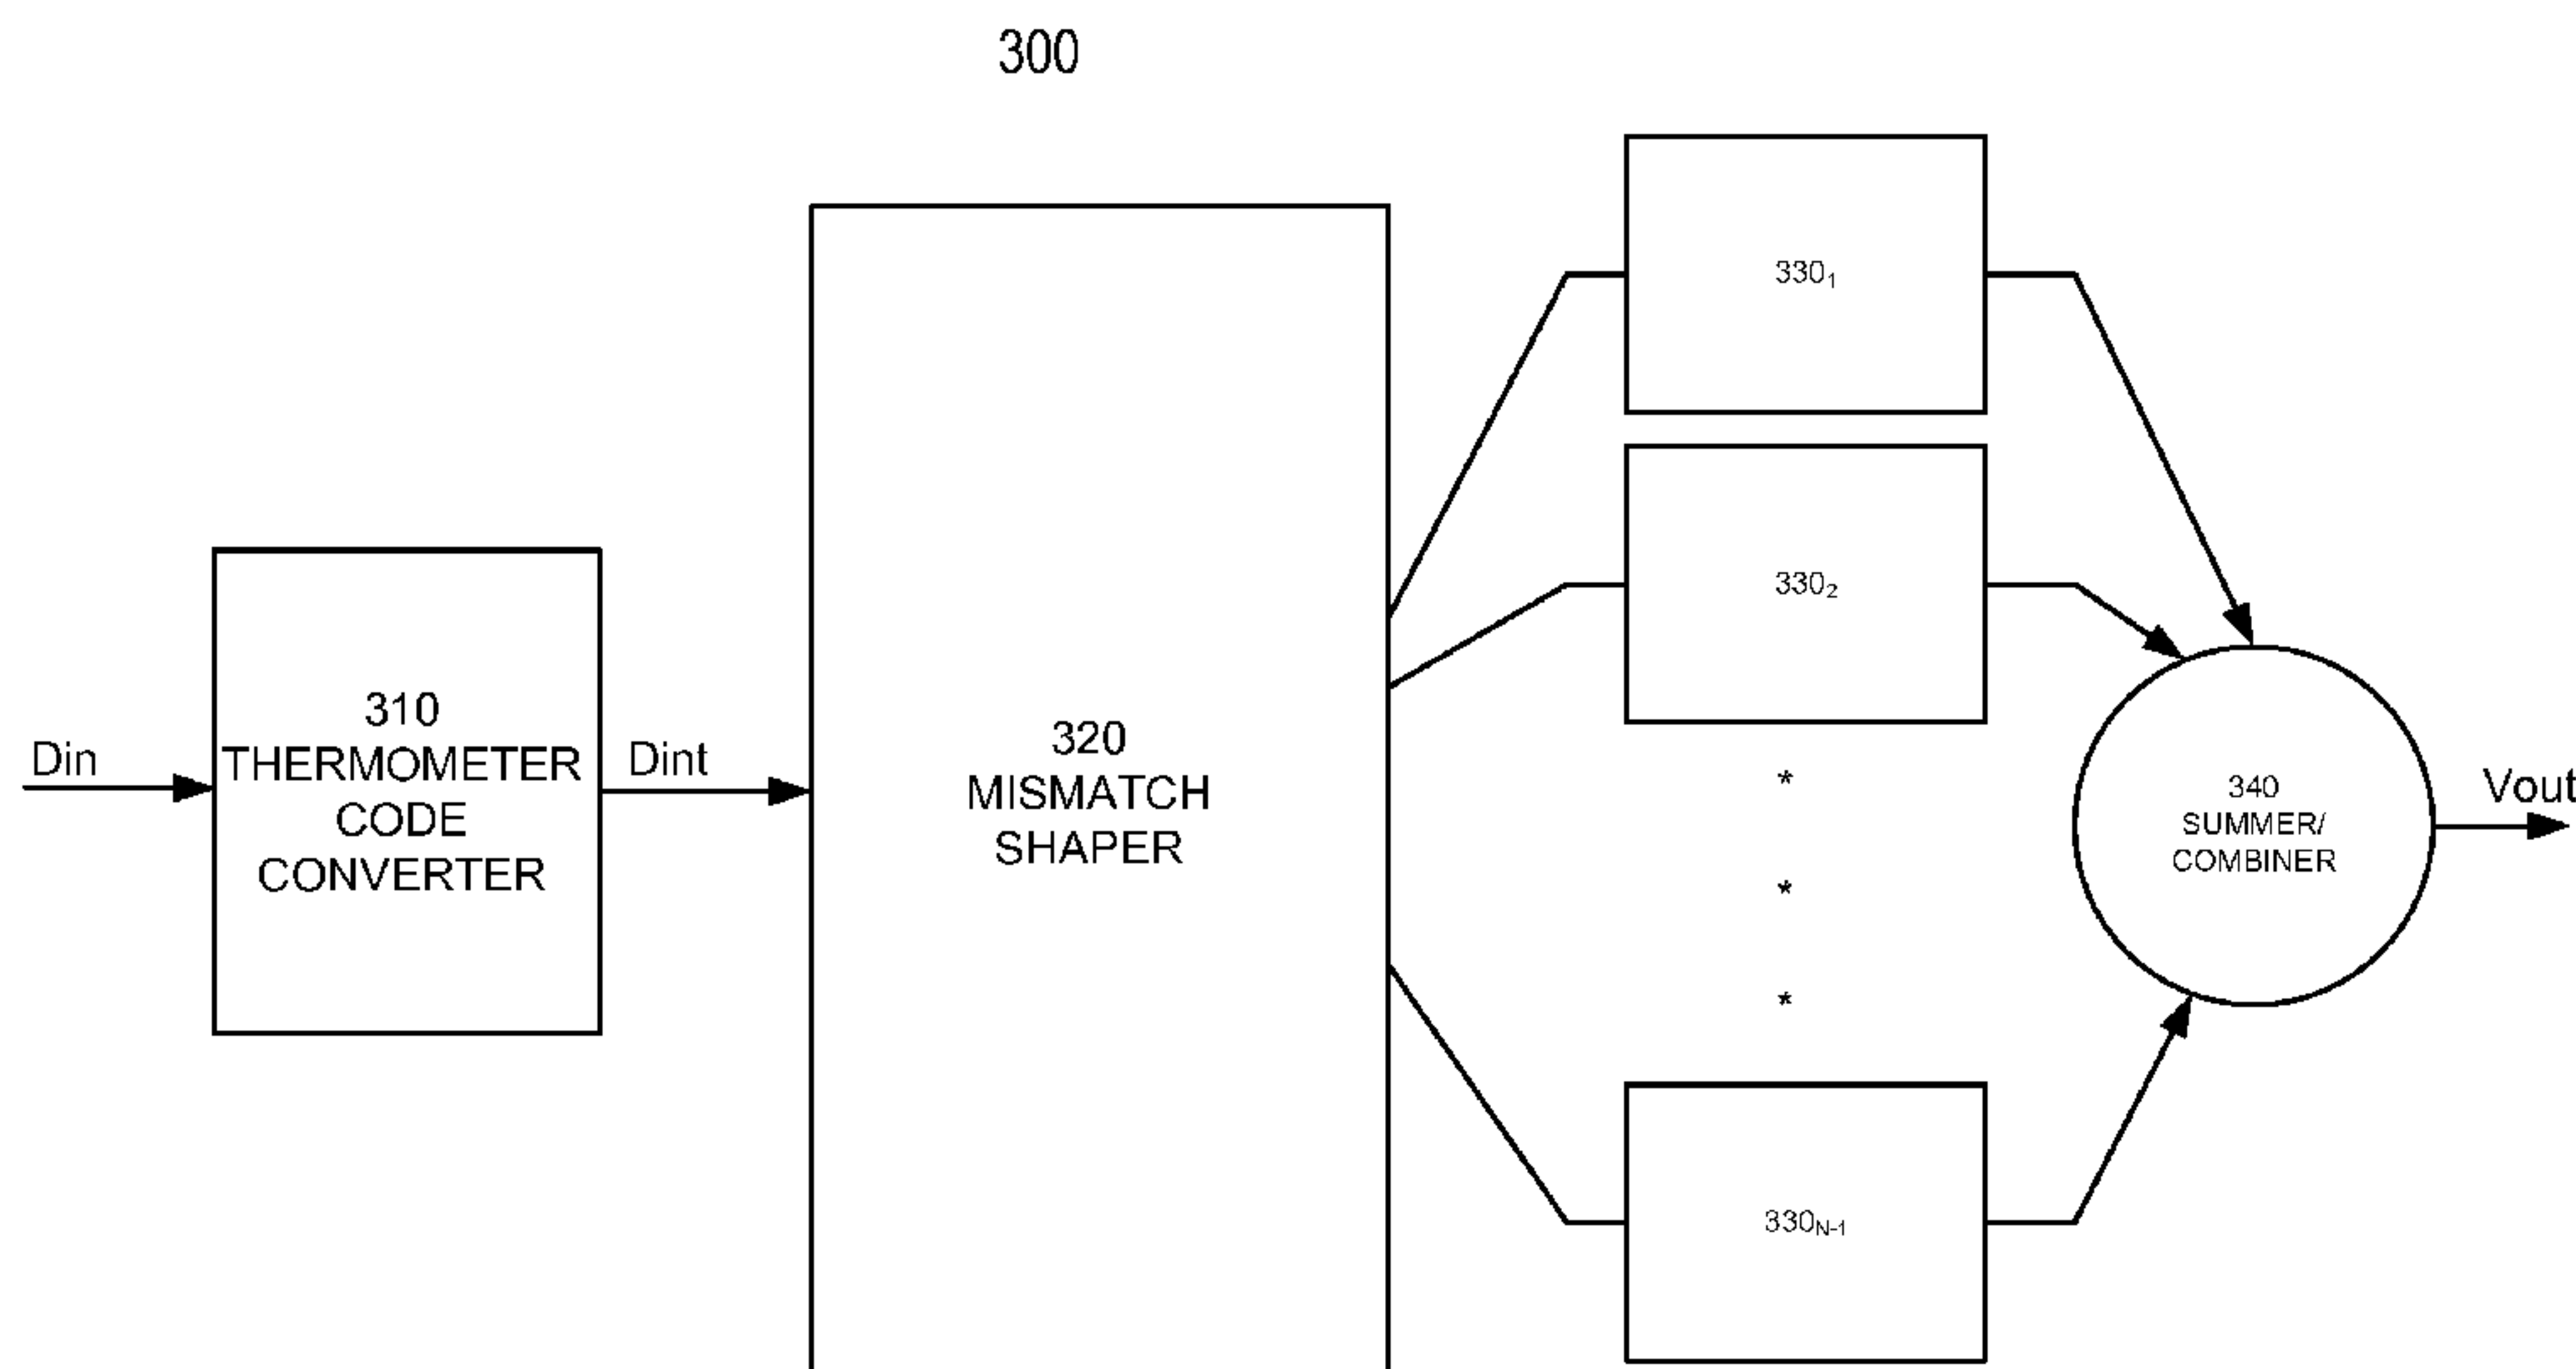 300
Din
310
THERMOMETER
CODE
CONVERTER
Dint
320
MISMATCH
SHAPER
330₁
330₂
*
*
*
330N-1
340
SUMMER/
COMBINER
Vout